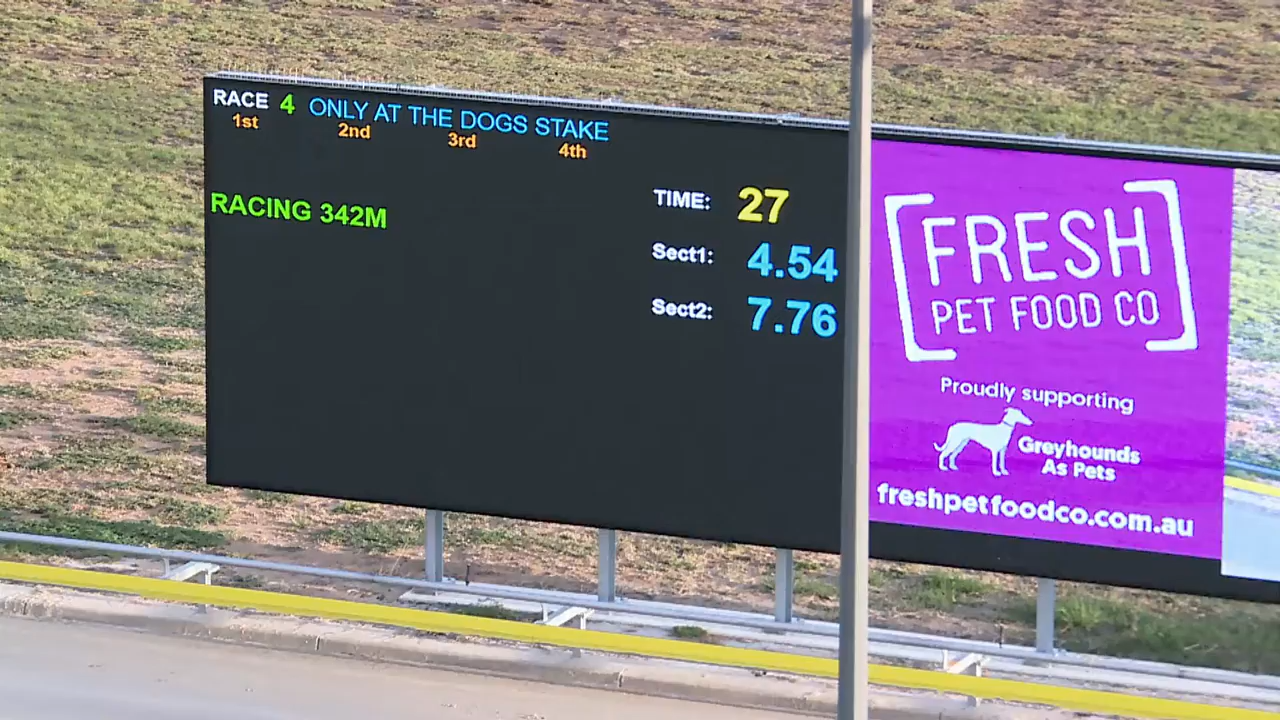 RACE 4 ONLY AT THE DOGS STAKE
1st 2nd 3rd 4th
RACING 342M
TIME: 27
Sect1: 4.54
Sect2: 7.76
FRESH
PET FOOD CO
Proudly supporting
Greyhounds
As Pets
freshpetfoodco.com.au